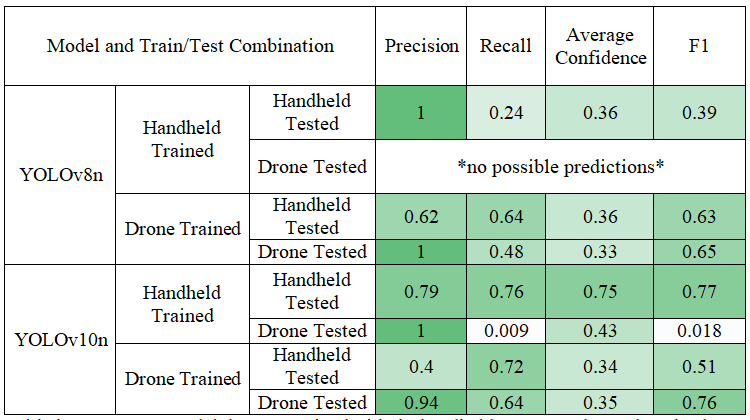 Model and Train/Test Combination Precision Recall Average Confidence F1
YOLOv8n Handheld Trained Handheld Tested 1 0.24 0.36 0.39
Drone Tested *no possible predictions*
Drone Trained Handheld Tested 0.62 0.64 0.36 0.63
Drone Tested 1 0.48 0.33 0.65
YOLOv10n Handheld Trained Handheld Tested 0.79 0.76 0.75 0.77
Drone Tested 1 0.009 0.43 0.018
Drone Trained Handheld Tested 0.4 0.72 0.34 0.51
Drone Tested 0.94 0.64 0.35 0.76